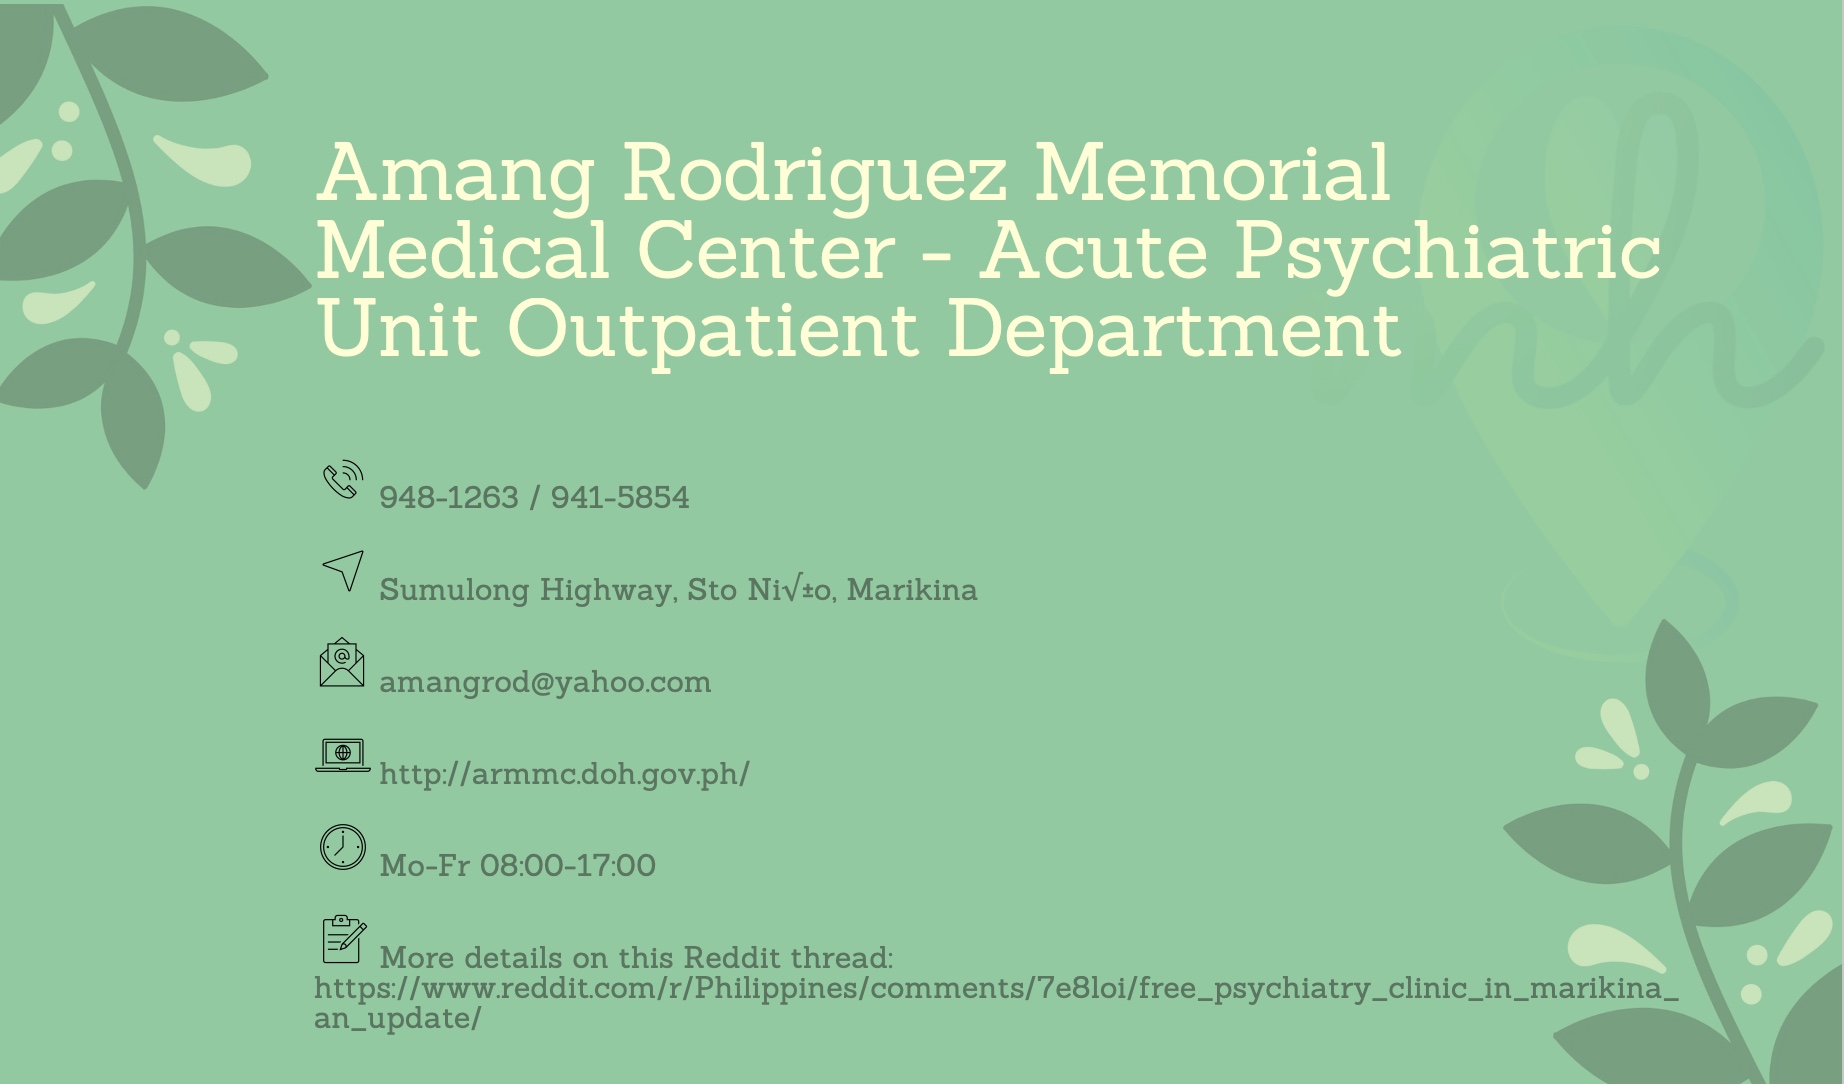 Amang Rodriguez Memorial
Medical Center - Acute Psychiatric
Unit Outpatient Department
948-1263 / 941-5854
Sumulong Highway, Sto Ni√±o, Marikina
amangrod@yahoo.com
http://armmc.doh.gov.ph/
Mo-Fr 08:00-17:00
More details on this Reddit thread:
https://www.reddit.com/r/Philippines/comments/7e8loi/free_psychiatry_clinic_in_marikina_
an_update/